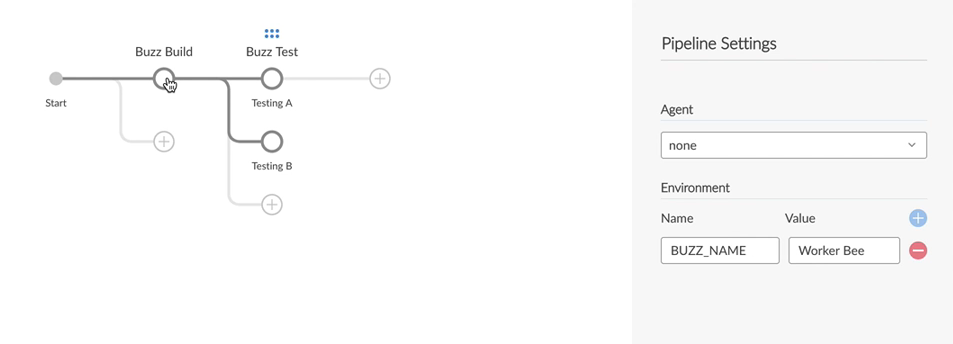 Buzz Build
Buzz Test
Start
Testing A
Testing B
Pipeline Settings
Agent
none
Environment
Name
Value
BUZZ_NAME
Worker Bee